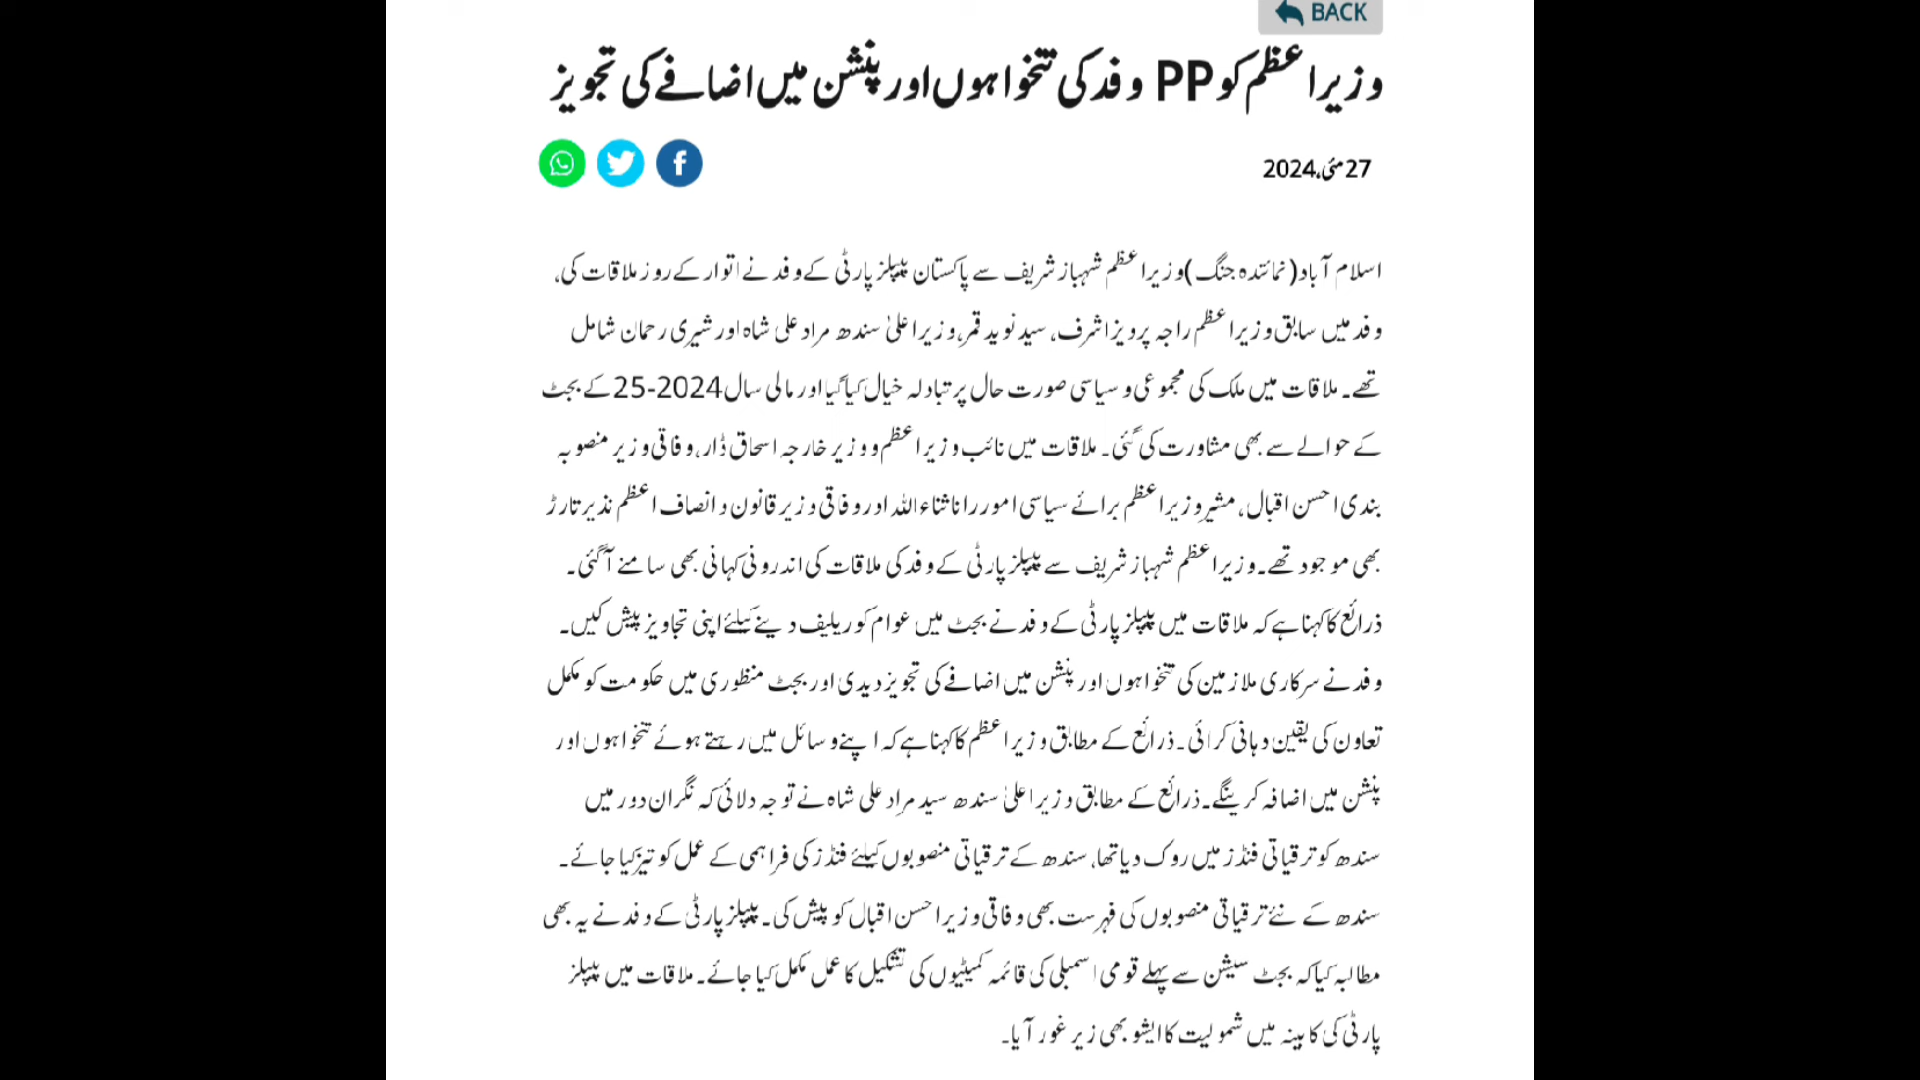 BACK
وزیراعظم کو PP وفد کی تنخواہوں اور پنشن میں اضافے کی تجویز
27 مئی، 2024
اسلام آباد( نمائندہ جنگ )وزیراعظم شہباز شریف سے پاکستان پیپلز پارٹی کے وفد نے اتوار کے روز ملاقات کی،
وفد میں سابق وزیراعظم راجہ پرویز اشرف، سید نوید قمر، وزیراعلیٰ سندھ مراد علی شاہ اور شیری رحمان شامل
تھے۔ ملاقات میں ملک کی مجموعی و سیاسی صورت حال پر تبادلہ خیال کیا گیا اور مالی سال 2024-25 کے بجٹ
کے حوالے سے بھی مشاورت کی گئی۔ ملاقات میں نائب وزیراعظم و وزیر خارجہ اسحاق ڈار، وفاقی وزیر منصوبہ
بندی احسن اقبال، مشیر وزیراعظم برائے سیاسی امور رانا ثناء اللہ اور وفاقی وزیر قانون و انصاف اعظم نذیر تارڑ
بھی موجود تھے۔ وزیراعظم شہباز شریف سے پیپلز پارٹی کے وفد کی ملاقات کی اندرونی کہانی بھی سامنے آگئی۔
ذرائع کا کہنا ہے کہ ملاقات میں پیپلز پارٹی کے وفد نے بجٹ میں عوام کو ریلیف دینے کیلئے اپنی تجاویز پیش کیں۔
وفد نے سرکاری ملازمین کی تنخواہوں اور پنشن میں اضافے کی تجویز دیدی اور بجٹ منظوری میں حکومت کو مکمل
تعاون کی یقین دہانی کرائی۔ ذرائع کے مطابق وزیراعظم کا کہنا ہے کہ اپنے وسائل میں رہتے ہوئے تنخواہوں اور
پنشن میں اضافہ کرینگے۔ ذرائع کے مطابق وزیراعلیٰ سندھ سید مراد علی شاہ نے توجہ دلائی کہ نگران دور میں
سندھ کو ترقیاتی فنڈز میں روک دیا تھا، سندھ کے ترقیاتی منصوبوں کیلئے فنڈز کی فراہمی کے عمل کو تیز کیا جائے۔
سندھ کے نئے ترقیاتی منصوبوں کی فہرست بھی وفاقی وزیر احسن اقبال کو پیش کی۔ پیپلز پارٹی کے وفد نے یہ بھی
مطالبہ کیا کہ بجٹ سیشن سے پہلے قومی اسمبلی کی قائمہ کمیٹیوں کی تشکیل کا عمل مکمل کیا جائے۔ ملاقات میں پیپلز
پارٹی کی کابینہ میں شمولیت کا ایشو بھی زیر غور آیا۔